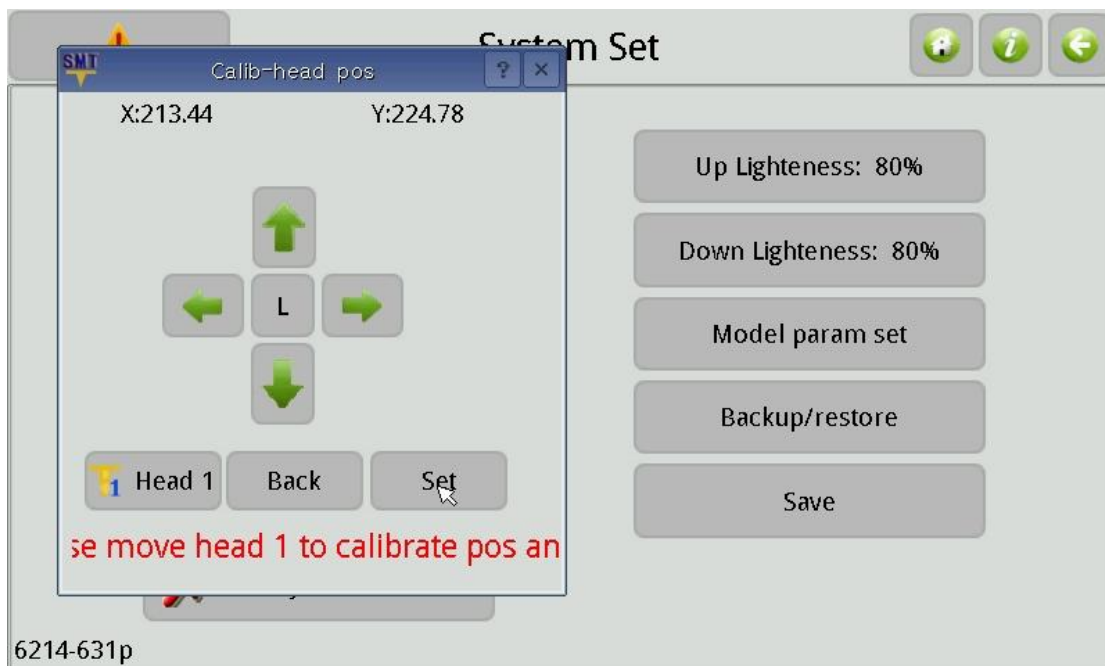 System Set
SMT
Calib-head pos
X:213.44 Y:224.78
L
1 Head 1 Back Set
se move head 1 to calibrate pos an
Up Lighteness: 80%
Down Lighteness: 80%
Model param set
Backup/restore
Save
6214-631p